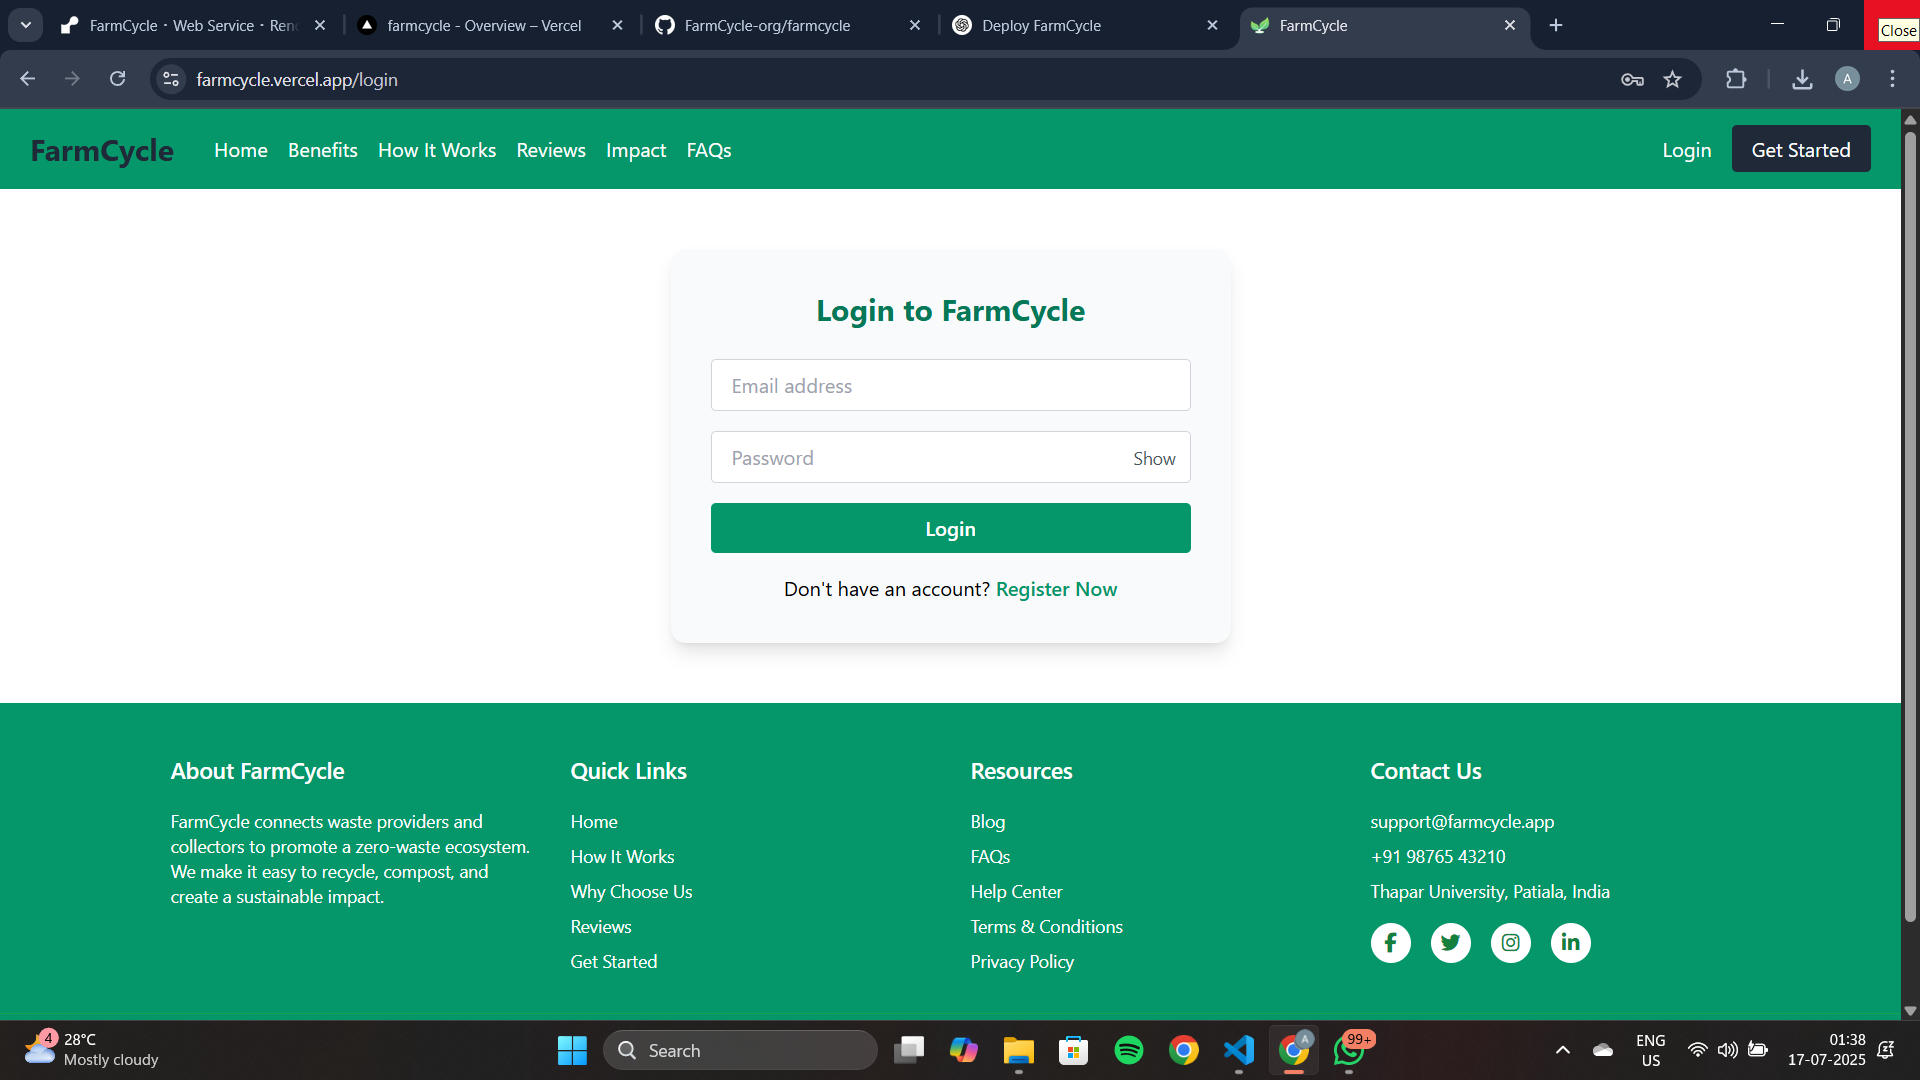 FarmCycle · Web Service · Ren
farmcycle - Overview – Vercel
FarmCycle-org/farmcycle
Deploy FarmCycle
FarmCycle
Close
farmcycle.vercel.app/login
A
FarmCycle
Home
Benefits
How It Works
Reviews
Impact
FAQs
Login
Get Started
Login to FarmCycle
Email address
Password
Show
Login
Don't have an account? Register Now
About FarmCycle
FarmCycle connects waste providers and
collectors to promote a zero-waste ecosystem.
We make it easy to recycle, compost, and
create a sustainable impact.
Quick Links
Home
How It Works
Why Choose Us
Reviews
Get Started
Resources
Blog
FAQs
Help Center
Terms & Conditions
Privacy Policy
Contact Us
support@farmcycle.app
+91 98765 43210
Thapar University, Patiala, India
4
28°C
Mostly cloudy
Search
A
99+
ENG
US
01:38
17-07-2025